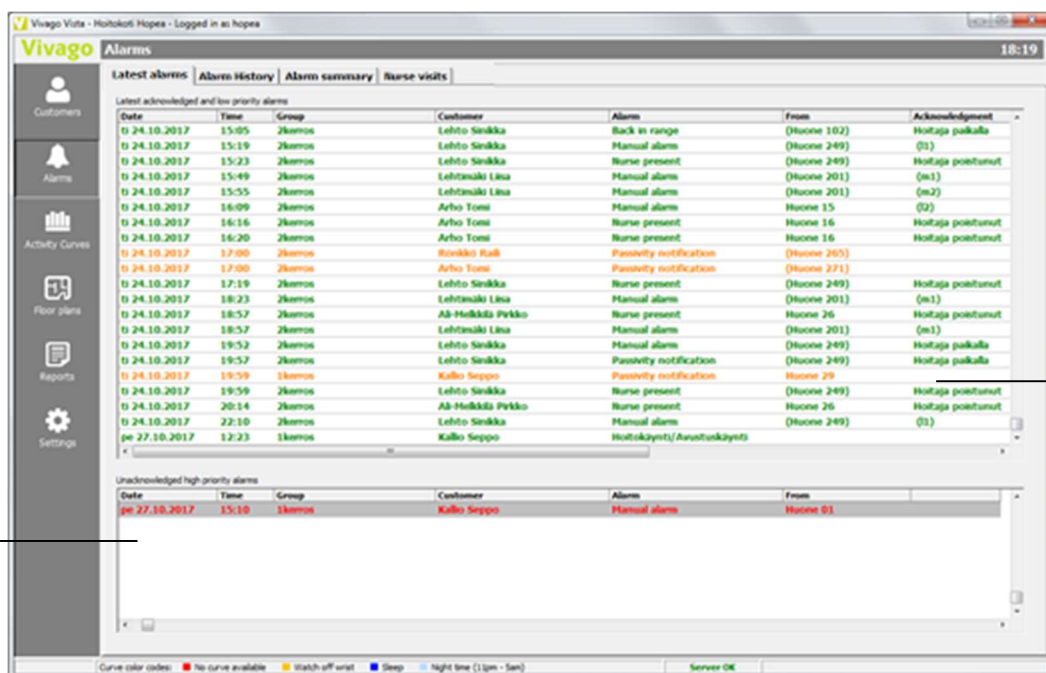 Vivago Vista - Hoitokoti Hopea - Logged in as hopea
Vivago Alarms 18:19
Customers
Alarms
Activity Curves
Floor plans
Reports
Settings
Latest alarms Alarm History Alarm summary Nurse visits
Latest acknowledged and low priority alarms
Date Time Group Customer Alarm From Acknowledgment
ti 24.10.2017 15:05 2kerros Lehto Sinikka Back in range (Huone 102) Hoitaja paikalla
ti 24.10.2017 15:19 2kerros Lehto Sinikka Manual alarm (Huone 249) (l1)
ti 24.10.2017 15:23 2kerros Lehto Sinikka Nurse present (Huone 249) Hoitaja poistunut
ti 24.10.2017 15:49 2kerros Lehtimäki Liisa Manual alarm (Huone 201) (m1)
ti 24.10.2017 15:55 2kerros Lehtimäki Liisa Manual alarm (Huone 201) (m2)
ti 24.10.2017 16:09 2kerros Arho Tomi Manual alarm Huone 15 (l2)
ti 24.10.2017 16:16 2kerros Arho Tomi Nurse present Huone 16 Hoitaja poistunut
ti 24.10.2017 16:20 2kerros Arho Tomi Nurse present Huone 16 Hoitaja poistunut
ti 24.10.2017 17:00 2kerros Rönkkö Raili Passivity notification (Huone 265)
ti 24.10.2017 17:00 2kerros Arho Tomi Passivity notification (Huone 271)
ti 24.10.2017 17:19 2kerros Lehto Sinikka Nurse present (Huone 249) Hoitaja poistunut
ti 24.10.2017 18:23 2kerros Lehtimäki Liisa Manual alarm (Huone 201) (m1)
ti 24.10.2017 18:57 2kerros Ali-Melkkilä Pirkko Nurse present Huone 26 Hoitaja poistunut
ti 24.10.2017 18:57 2kerros Lehtimäki Liisa Manual alarm (Huone 201) (m1)
ti 24.10.2017 19:52 2kerros Lehto Sinikka Manual alarm (Huone 249) Hoitaja paikalla
ti 24.10.2017 19:57 2kerros Lehto Sinikka Passivity notification (Huone 249) Hoitaja paikalla
ti 24.10.2017 19:59 1kerros Kallio Seppo Passivity notification Huone 29
ti 24.10.2017 19:59 2kerros Lehto Sinikka Nurse present (Huone 249) Hoitaja poistunut
ti 24.10.2017 20:14 2kerros Ali-Melkkilä Pirkko Nurse present Huone 26 Hoitaja poistunut
ti 24.10.2017 22:10 2kerros Lehto Sinikka Manual alarm (Huone 249) (l1)
pe 27.10.2017 12:23 1kerros Kallio Seppo Hoitokäynti/Avustuskäynti
Unacknowledged high priority alarms
Date Time Group Customer Alarm From
pe 27.10.2017 15:10 1kerros Kallio Seppo Manual alarm Huone 01
Curve color codes: No curve available Watch off wrist Sleep Night time (11pm - 5am) Server OK